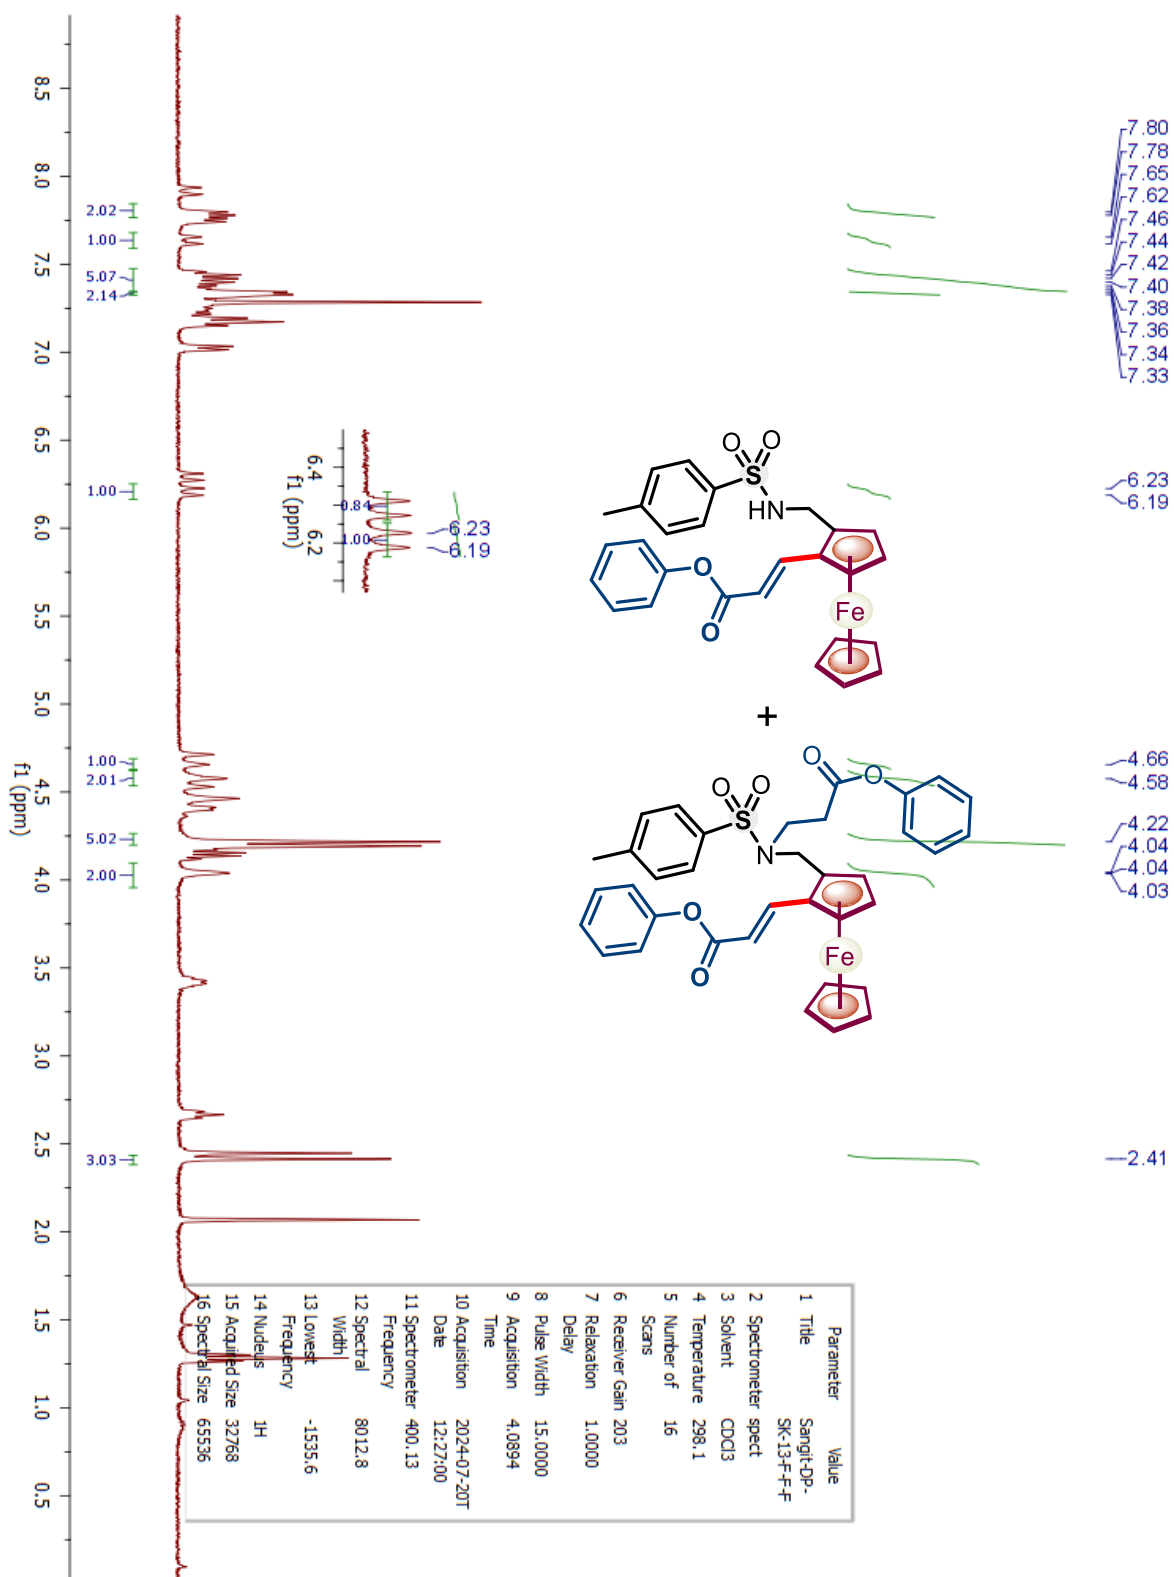 7.80
7.78
7.65
7.62
7.46
7.44
7.42
7.40
7.38
7.36
7.34
7.33
6.23
6.19
4.66
4.58
4.22
4.04
4.04
4.03
2.41
O O
S
HN
O
O
Fe
+
O
O
O O
S
N
O
O
Fe
6.23
6.19
0.84
1.00
6.4
6.2
f1 (ppm)
Parameter Value
1 Title Sangit-DP-
SK-13-F-F-F
2 Spectrometer spect
3 Solvent CDCl3
4 Temperature 298.1
5 Number of 16
Scans
6 Receiver Gain 203
7 Relaxation 1.0000
Delay
8 Pulse Width 15.0000
9 Acquisition 4.0894
Time
10 Acquisition 2024-07-20T
Date 12:27:00
11 Spectrometer 400.13
Frequency
12 Spectral 8012.8
Width
13 Lowest -1535.6
Frequency
14 Nucleus 1H
15 Acquired Size 32768
16 Spectral Size 65536
2.02
1.00
5.07
2.14
1.00
1.00
2.01
5.02
2.00
3.03
8.5
8.0
7.5
7.0
6.5
6.0
5.5
5.0
4.5
4.0
3.5
3.0
2.5
2.0
1.5
1.0
0.5
f1 (ppm)